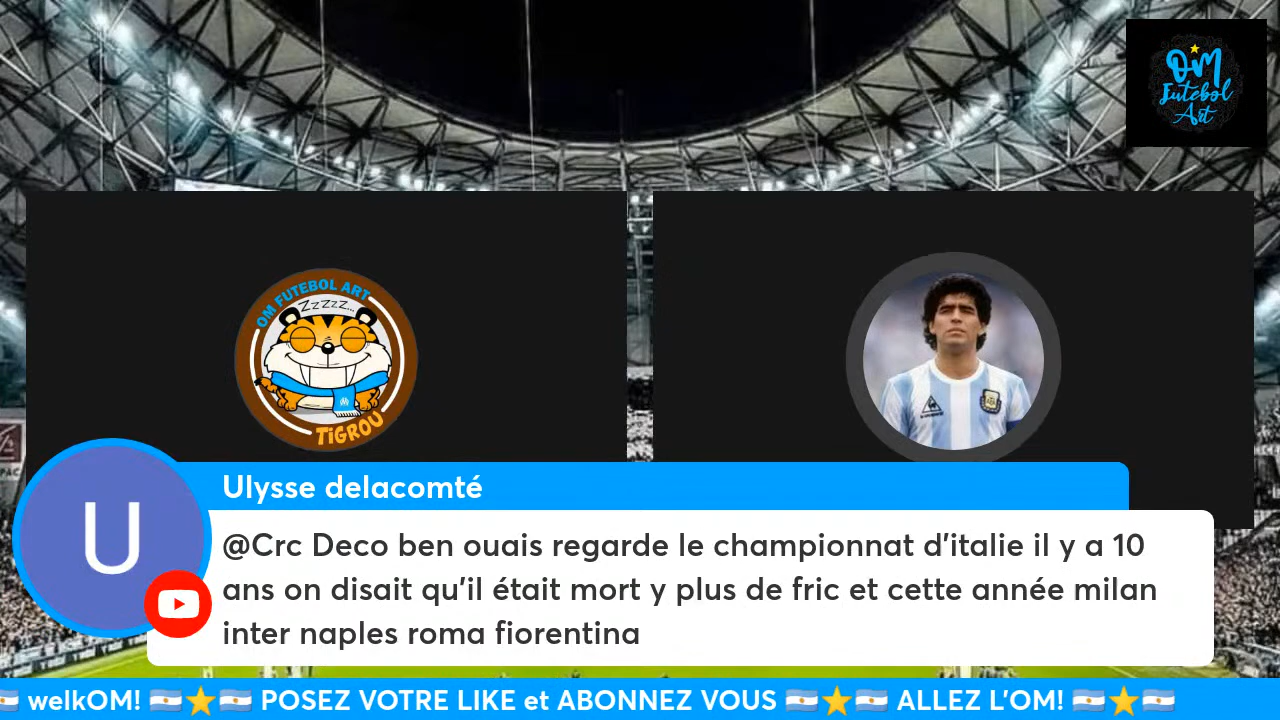 OM
Futebol
Art
OM FUTEBOL ART
ZZZZZ...
TiGROU
U
Ulysse delacomté
@Crc Deco ben ouais regarde le championnat d'italie il y a 10
ans on disait qu'il était mort y plus de fric et cette année milan
inter naples roma fiorentina
welkOM! 🇦🇷⭐🇦🇷 POSEZ VOTRE LIKE et ABONNEZ VOUS 🇦🇷⭐🇦🇷 ALLEZ L'OM! 🇦🇷⭐🇦🇷